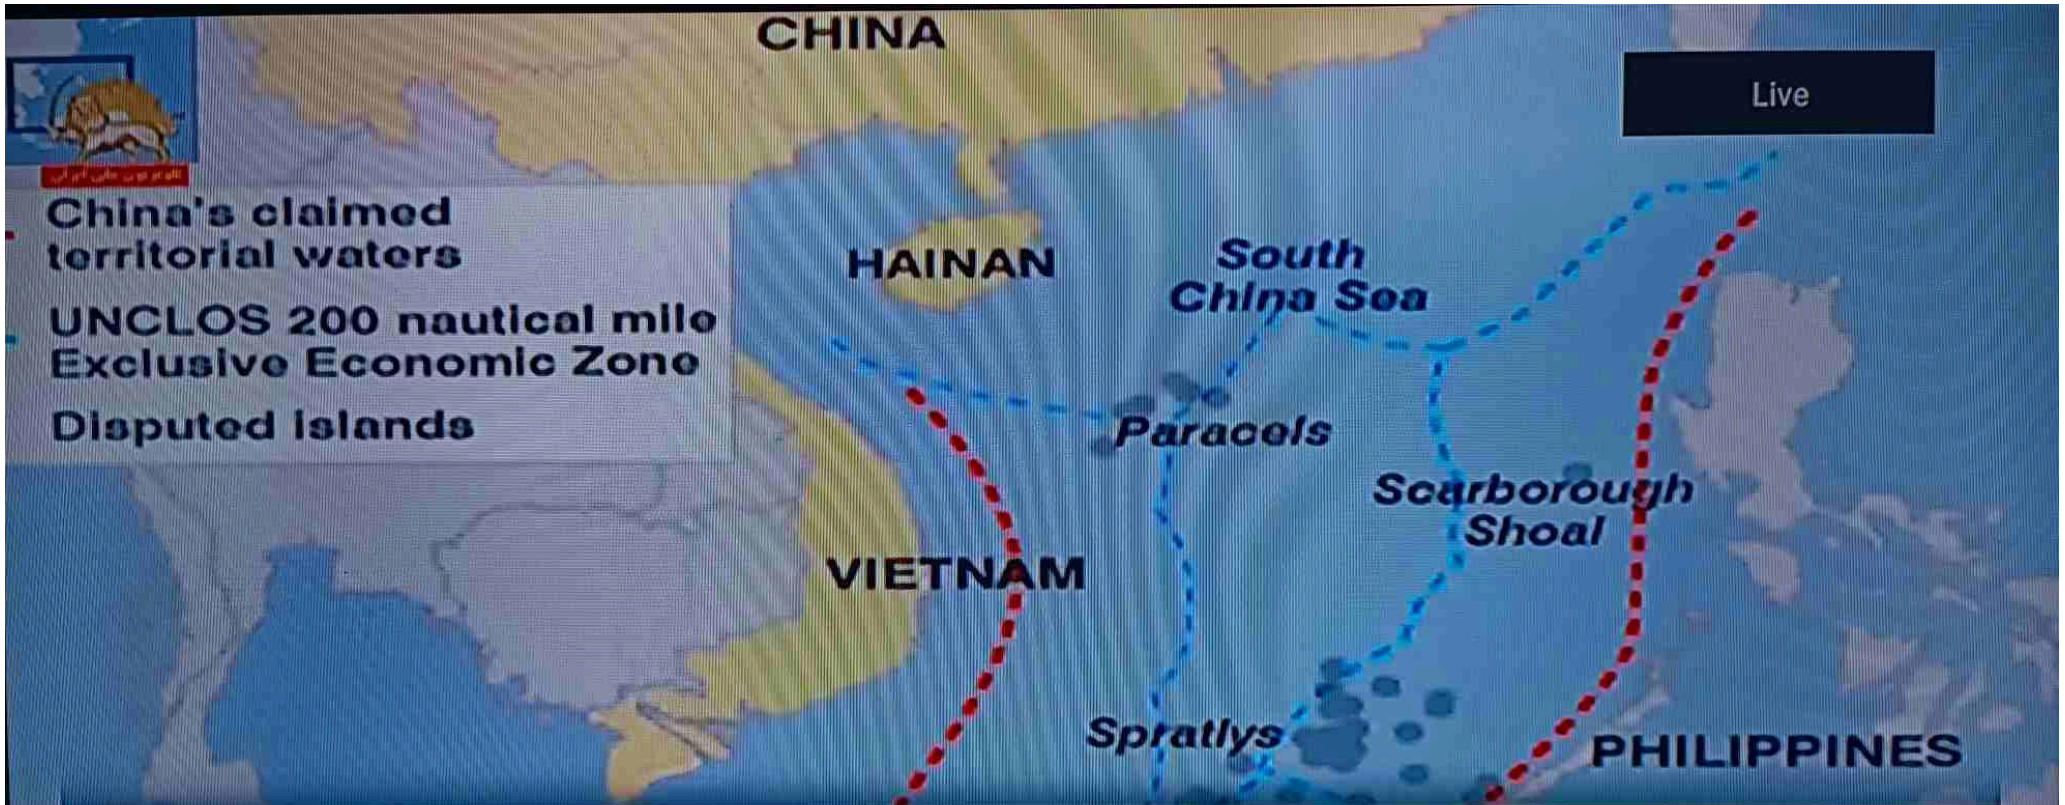 CHINA
Live
China's claimed
territorial waters
UNCLOS 200 nautical mile
Exclusive Economic Zone
Disputed islands
HAINAN
South
China Sea
Paracels
Scarborough
Shoal
VIETNAM
Spratlys
PHILIPPINES